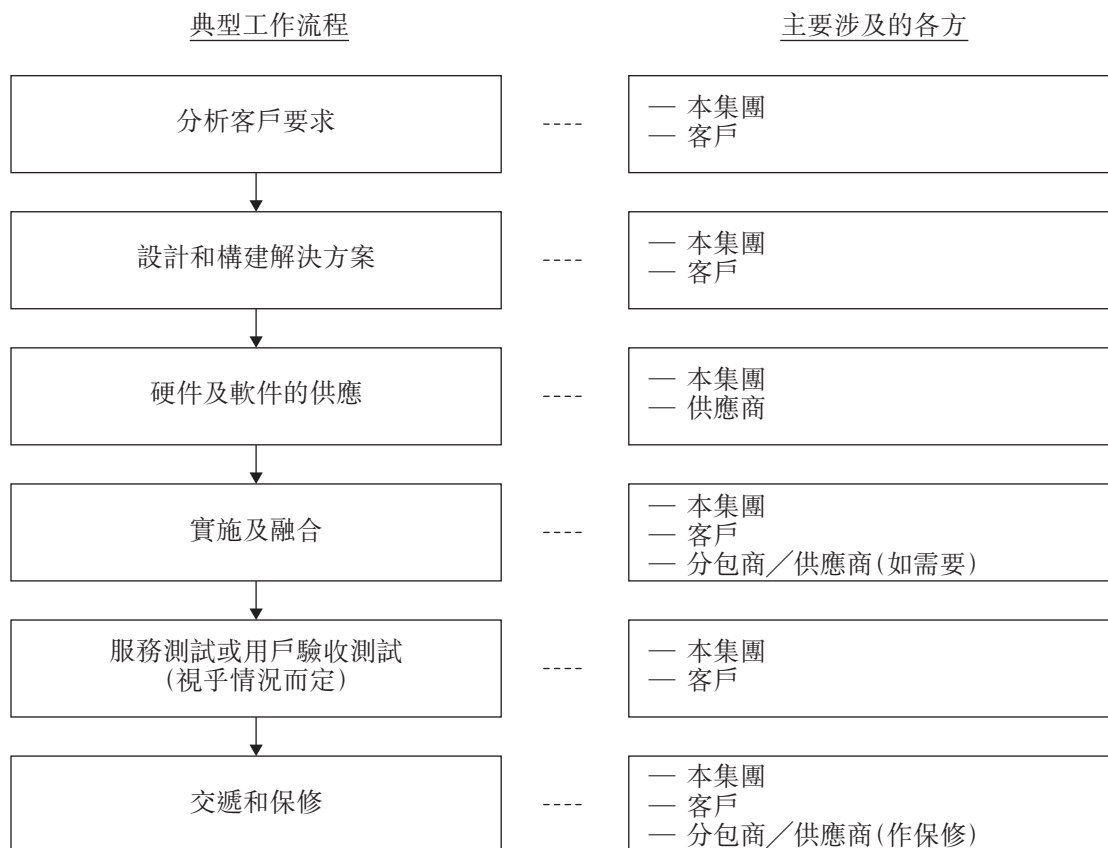 典型工作流程
主要涉及的各方
分析客戶要求
----
— 本集團
— 客戶
設計和構建解決方案
----
— 本集團
— 客戶
硬件及軟件的供應
----
— 本集團
— 供應商
實施及融合
----
— 本集團
— 客戶
— 分包商／供應商(如需要)
服務測試或用戶驗收測試
(視乎情況而定)
----
— 本集團
— 客戶
交遞和保修
----
— 本集團
— 客戶
— 分包商／供應商(作保修)